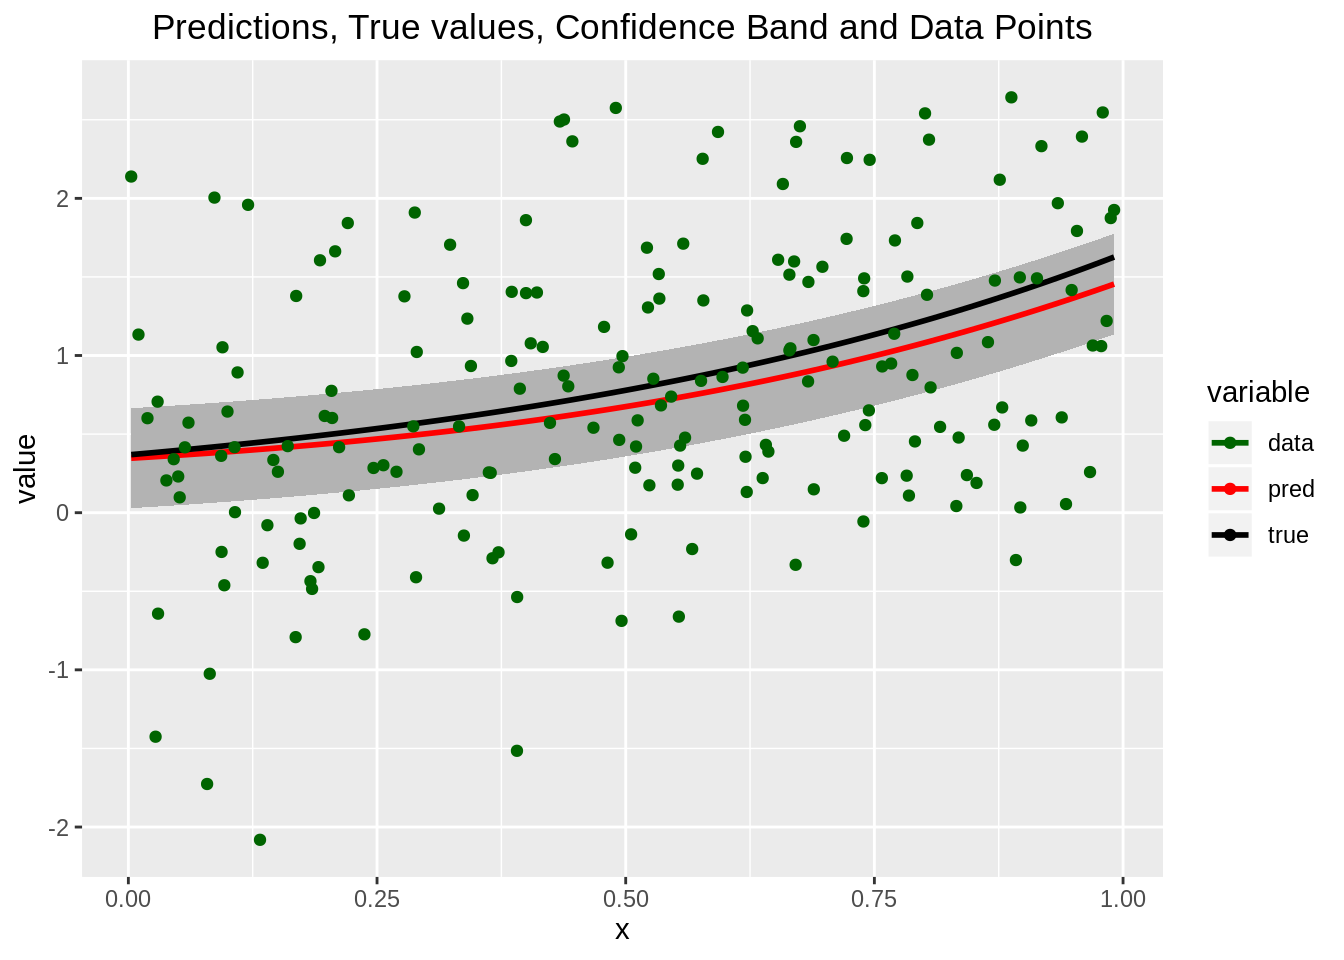 Predictions, True values, Confidence Band and Data Points
value
2
1
0
-1
-2
0.00 0.25 0.50 0.75 1.00
x
variable
data
pred
true